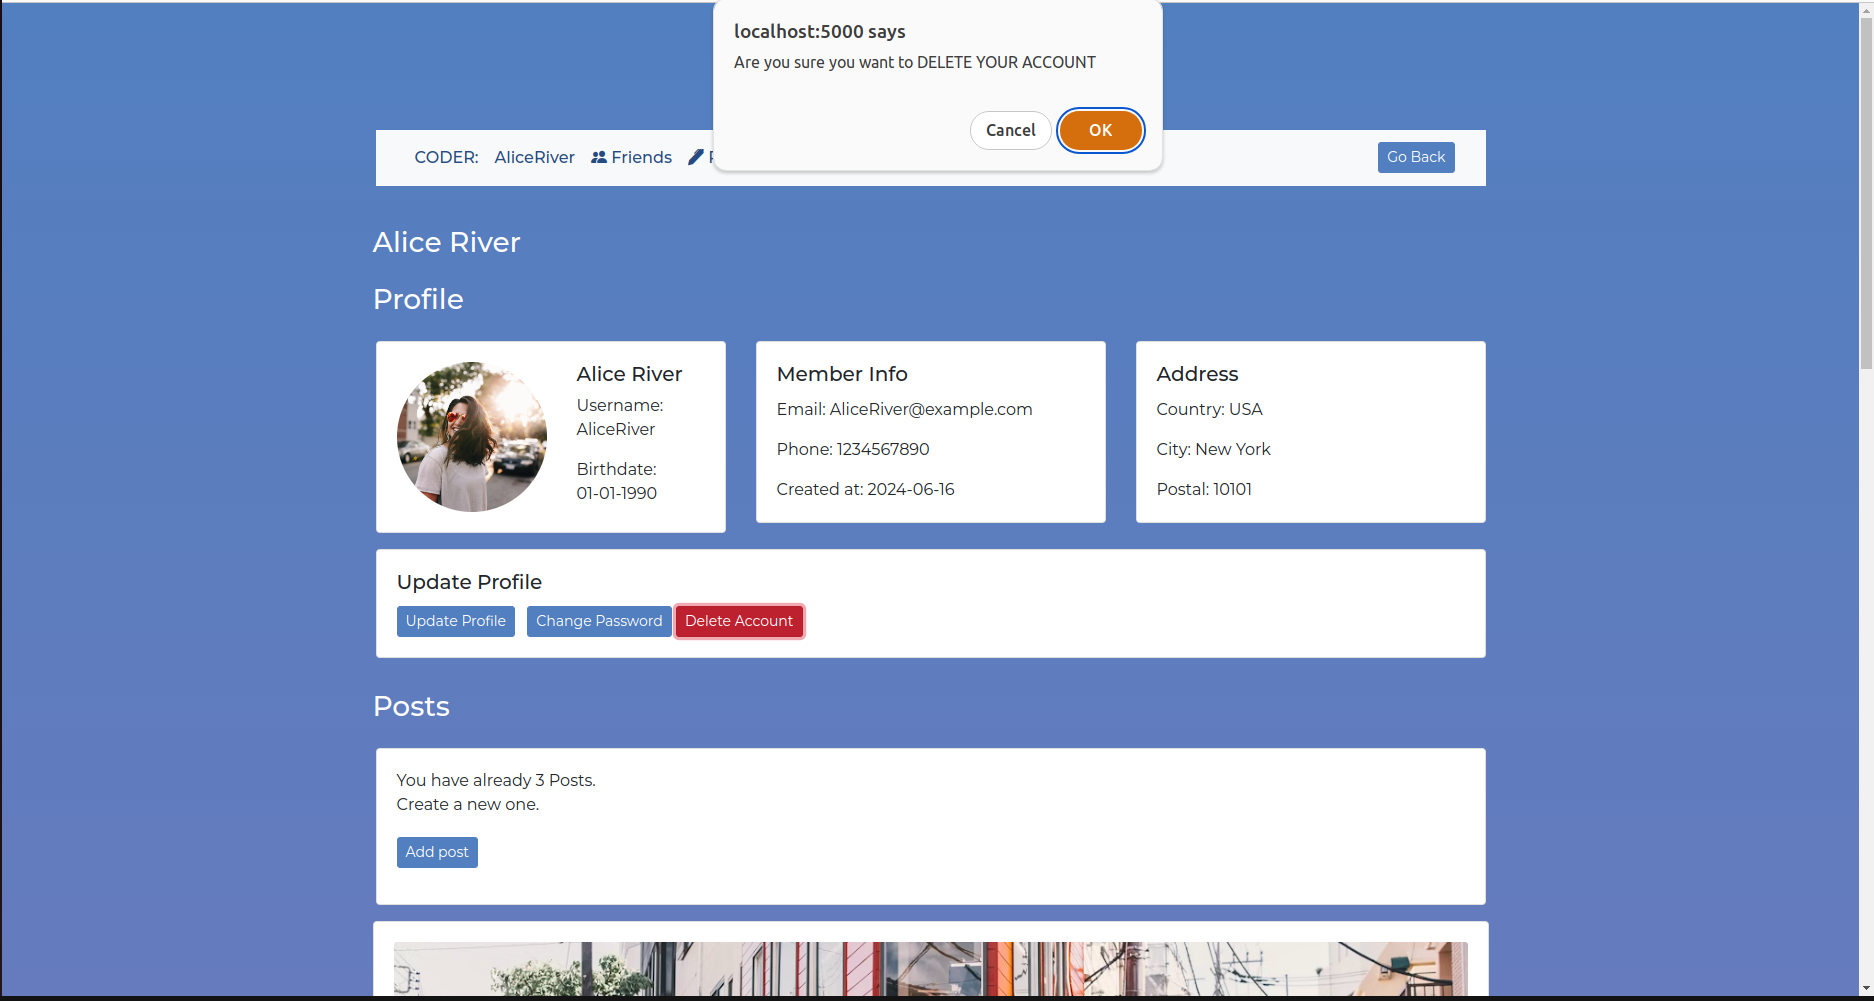 localhost:5000 says
Are you sure you want to DELETE YOUR ACCOUNT
Cancel
OK
CODER:
AliceRiver
Friends
Go Back
Alice River
Profile
Alice River
Username:
AliceRiver
Birthdate:
01-01-1990
Member Info
Email: AliceRiver@example.com
Phone: 1234567890
Created at: 2024-06-16
Address
Country: USA
City: New York
Postal: 10101
Update Profile
Update Profile
Change Password
Delete Account
Posts
You have already 3 Posts.
Create a new one.
Add post